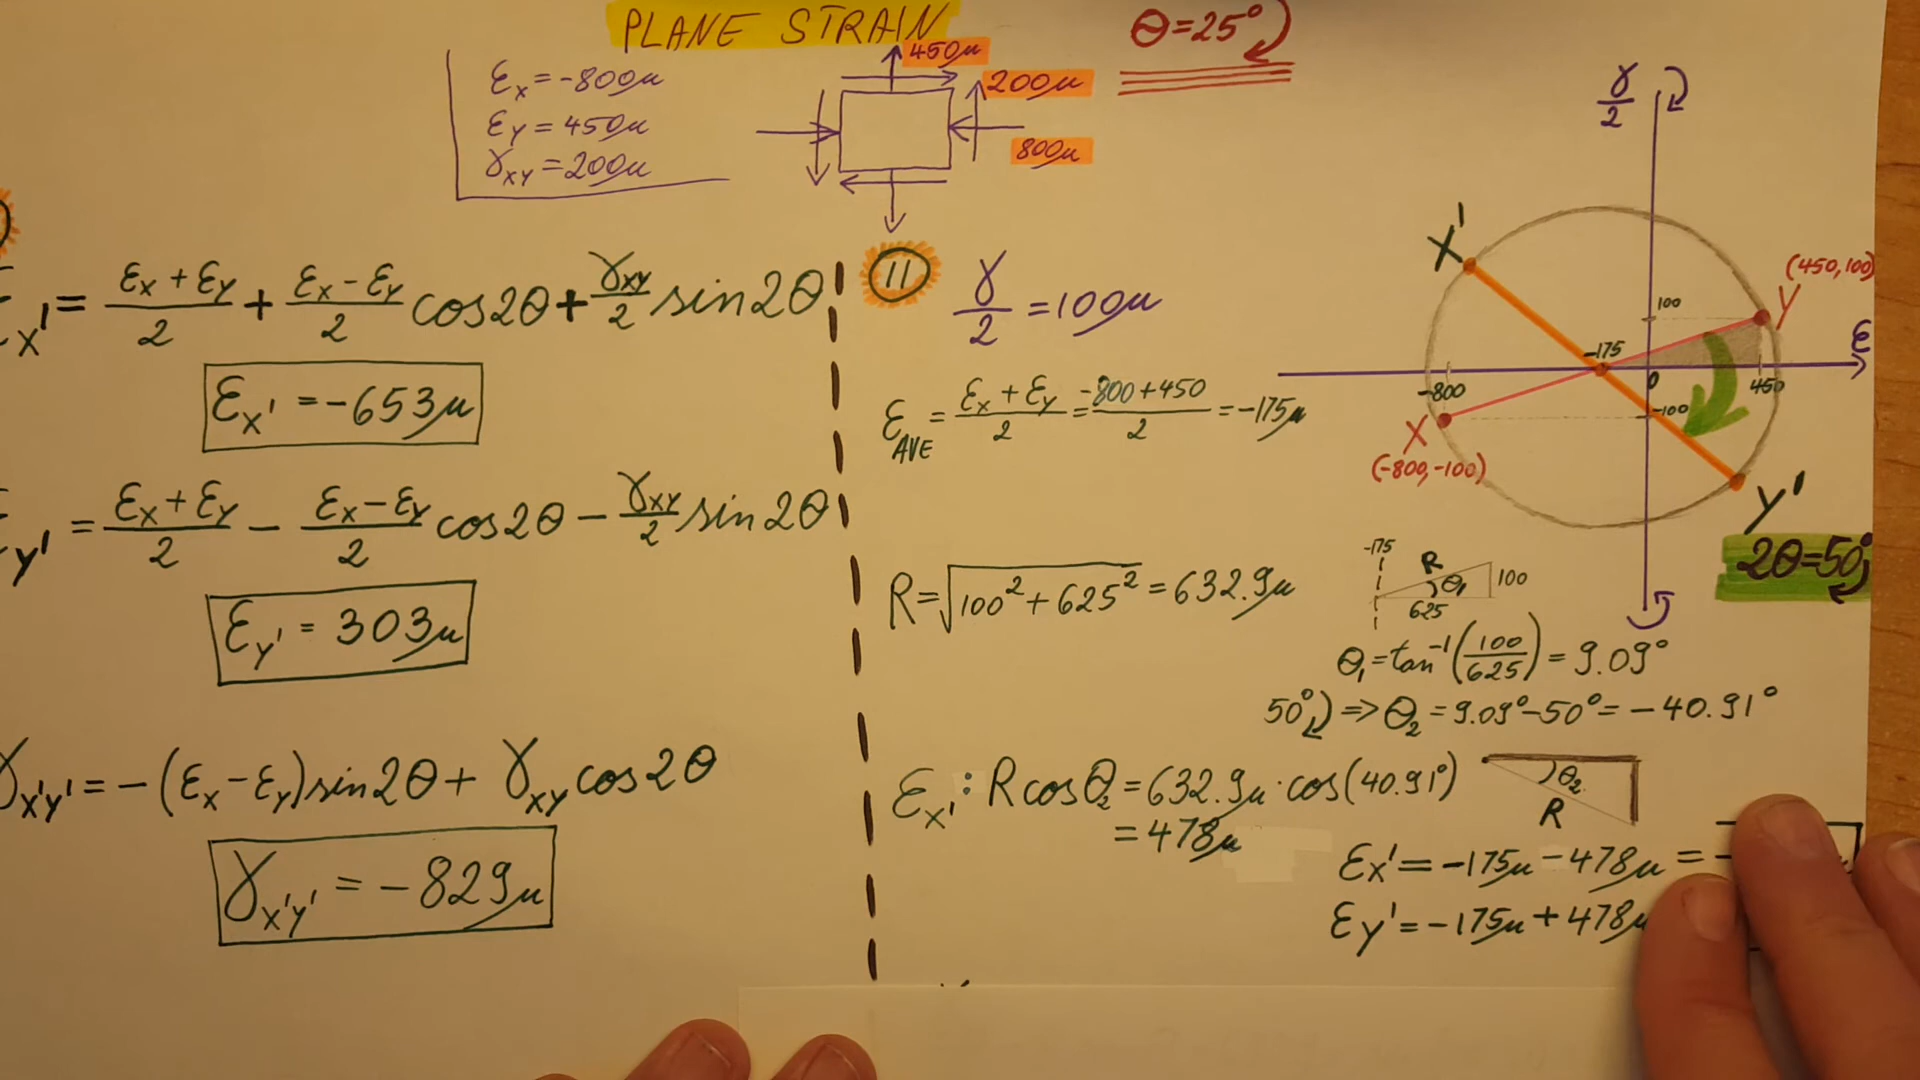 PLANE STRAIN
θ=25°
εx = -800μ
εy = 450μ
γxy = 200μ
450μ
200μ
800μ
x' = (εx + εy)/2 + (εx - εy)/2 cos2θ + γxy/2 sin2θ
εx' = -653μ
y' = (εx + εy)/2 - (εx - εy)/2 cos2θ - γxy/2 sin2θ
εy' = 303μ
γx'y' = -(εx - εy) sin2θ + γxy cos2θ
γx'y' = -829μ
11
γ/2 = 100μ
εAVE = (εx + εy)/2 = (-800+450)/2 = -175μ
R = √(100² + 625²) = 632.9μ
γ/2
X'
(450,100)
Y
100
ε
-175
-800
0
450
-100
X
(-800,-100)
Y'
2θ=50°
-175
R
θ1
100
625
θ1 = tan⁻¹(100/625) = 9.09°
50° ⇒ θ2 = 9.09° - 50° = -40.91°
εx' : R cosθ2 = 632.9μ · cos(40.91°)
= 478μ
θ2
R
εx' = -175μ - 478μ = -
εy' = -175μ + 478μ